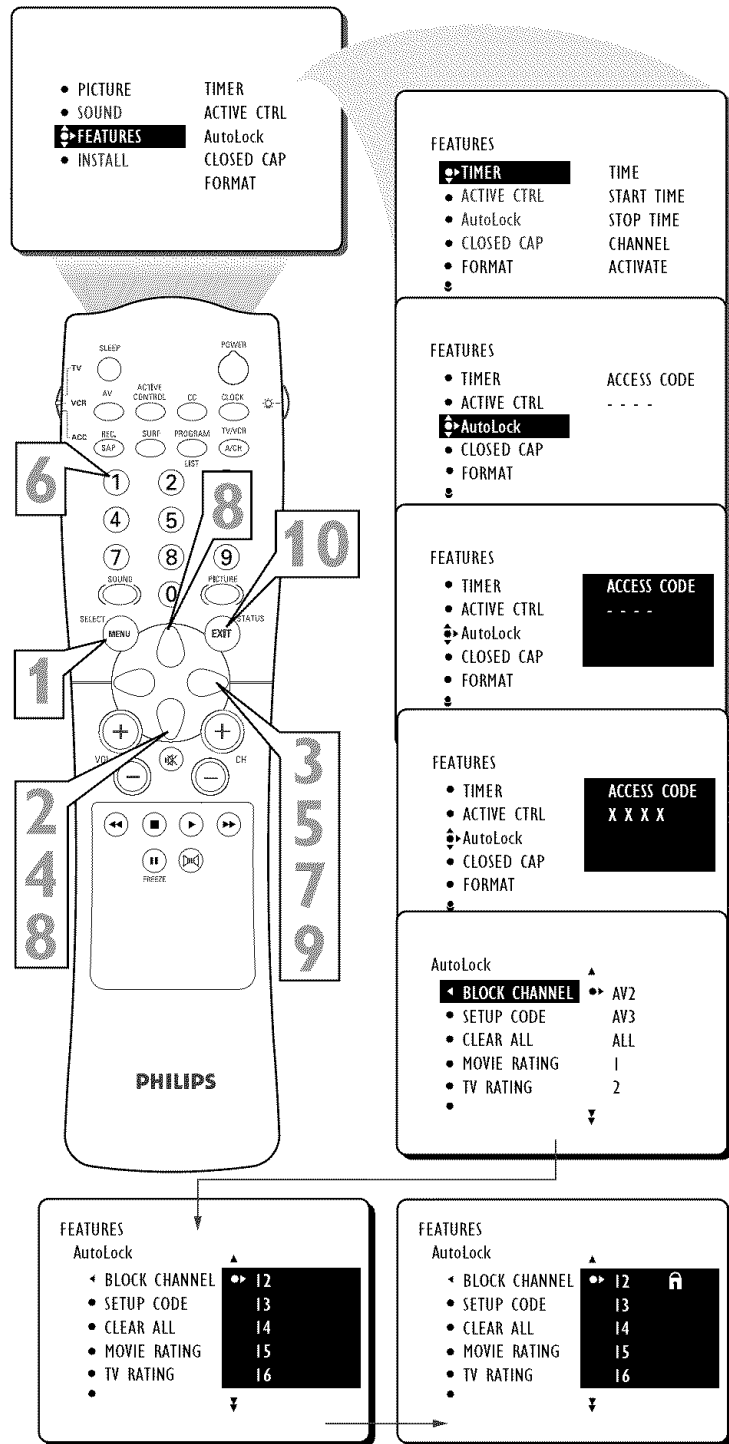 PICTURE TIMER
SOUND ACTIVE CTRL
FEATURES AutoLock
INSTALL CLOSED CAP
FORMAT
FEATURES
TIMER TIME
ACTIVE CTRL START TIME
AutoLock STOP TIME
CLOSED CAP CHANNEL
FORMAT ACTIVATE
FEATURES
TIMER ACCESS CODE
ACTIVE CTRL - - - -
AutoLock
CLOSED CAP
FORMAT
FEATURES
TIMER ACCESS CODE
ACTIVE CTRL - - - -
AutoLock
CLOSED CAP
FORMAT
FEATURES
TIMER ACCESS CODE
ACTIVE CTRL X X X X
AutoLock
CLOSED CAP
FORMAT
AutoLock
BLOCK CHANNEL AV2
SETUP CODE AV3
CLEAR ALL ALL
MOVIE RATING 1
TV RATING 2
SLEEP POWER
TV
AV ACTIVE CONTROL CC CLOCK
VCR
ACC REC. SURF PROGRAM TV/VCR
SAP LIST A/CH
6 1 2 8
4 5
7 8 9 10
SOUND 0 PICTURE
SELECT STATUS
MENU EXIT
1
+ +
VOL CH
- -
2 3
4 5
8 7
9
FREEZE
PHILIPS
FEATURES
AutoLock
BLOCK CHANNEL 12
SETUP CODE 13
CLEAR ALL 14
MOVIE RATING 15
TV RATING 16
FEATURES
AutoLock
BLOCK CHANNEL 12
SETUP CODE 13
CLEAR ALL 14
MOVIE RATING 15
TV RATING 16